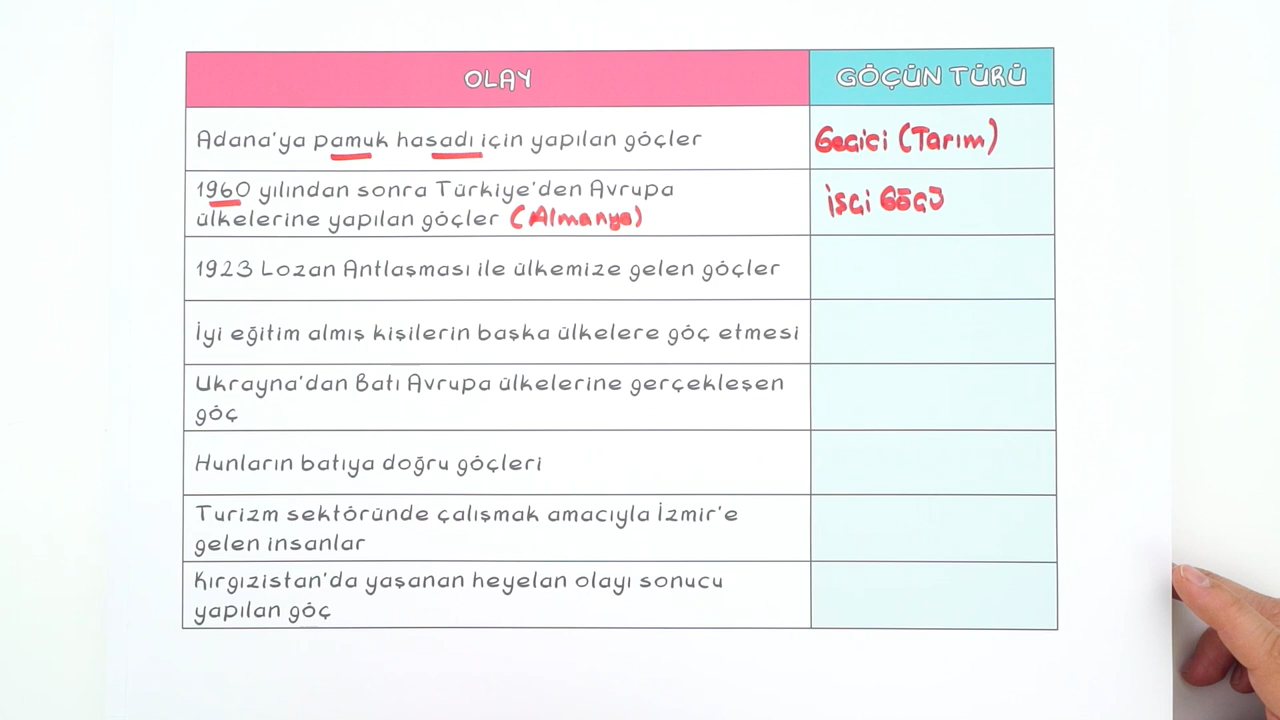 OLAY
GÖÇÜN TÜRÜ
Adana'ya pamuk hasadı için yapılan göçler
Geçici (Tarım)
1960 yılından sonra Türkiye'den Avrupa
ülkelerine yapılan göçler (Almanya)
İşçi Göçü
1923 Lozan Antlaşması ile ülkemize gelen göçler
İyi eğitim almış kişilerin başka ülkelere göç etmesi
Ukrayna'dan Batı Avrupa ülkelerine gerçekleşen
göç
Hunların batıya doğru göçleri
Turizm sektöründe çalışmak amacıyla İzmir'e
gelen insanlar
Kırgızistan'da yaşanan heyelan olayı sonucu
yapılan göç